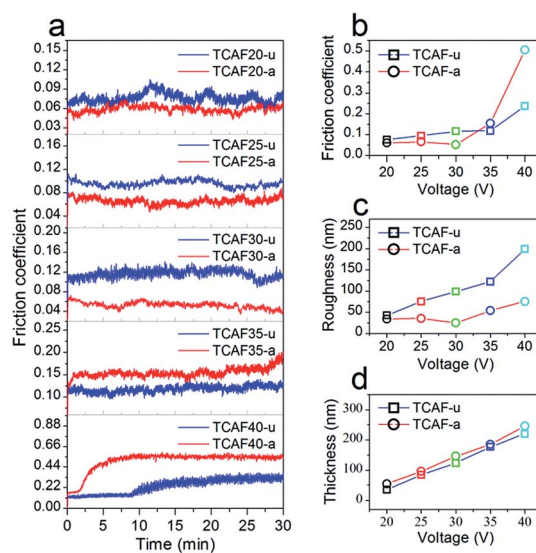 a
Friction coefficient
0.15
0.12
0.09
0.06
0.03
TCAF20-u
TCAF20-a
0.16
0.12
0.08
0.04
TCAF25-u
TCAF25-a
0.20
0.16
0.12
0.08
0.04
0.00
TCAF30-u
TCAF30-a
0.25
0.20
0.15
0.10
TCAF35-u
TCAF35-a
0.88
0.66
0.44
0.22
0.00
TCAF40-u
TCAF40-a
0 5 10 15 20 25 30
Time (min)
b
Friction coefficient
0.5
0.4
0.3
0.2
0.1
0.0
TCAF-u
TCAF-a
20 25 30 35 40
Voltage (V)
c
Roughness (nm)
250
200
150
100
50
0
TCAF-u
TCAF-a
20 25 30 35 40
Voltage (V)
d
Thickness (nm)
300
200
100
0
TCAF-u
TCAF-a
20 25 30 35 40
Voltage (V)